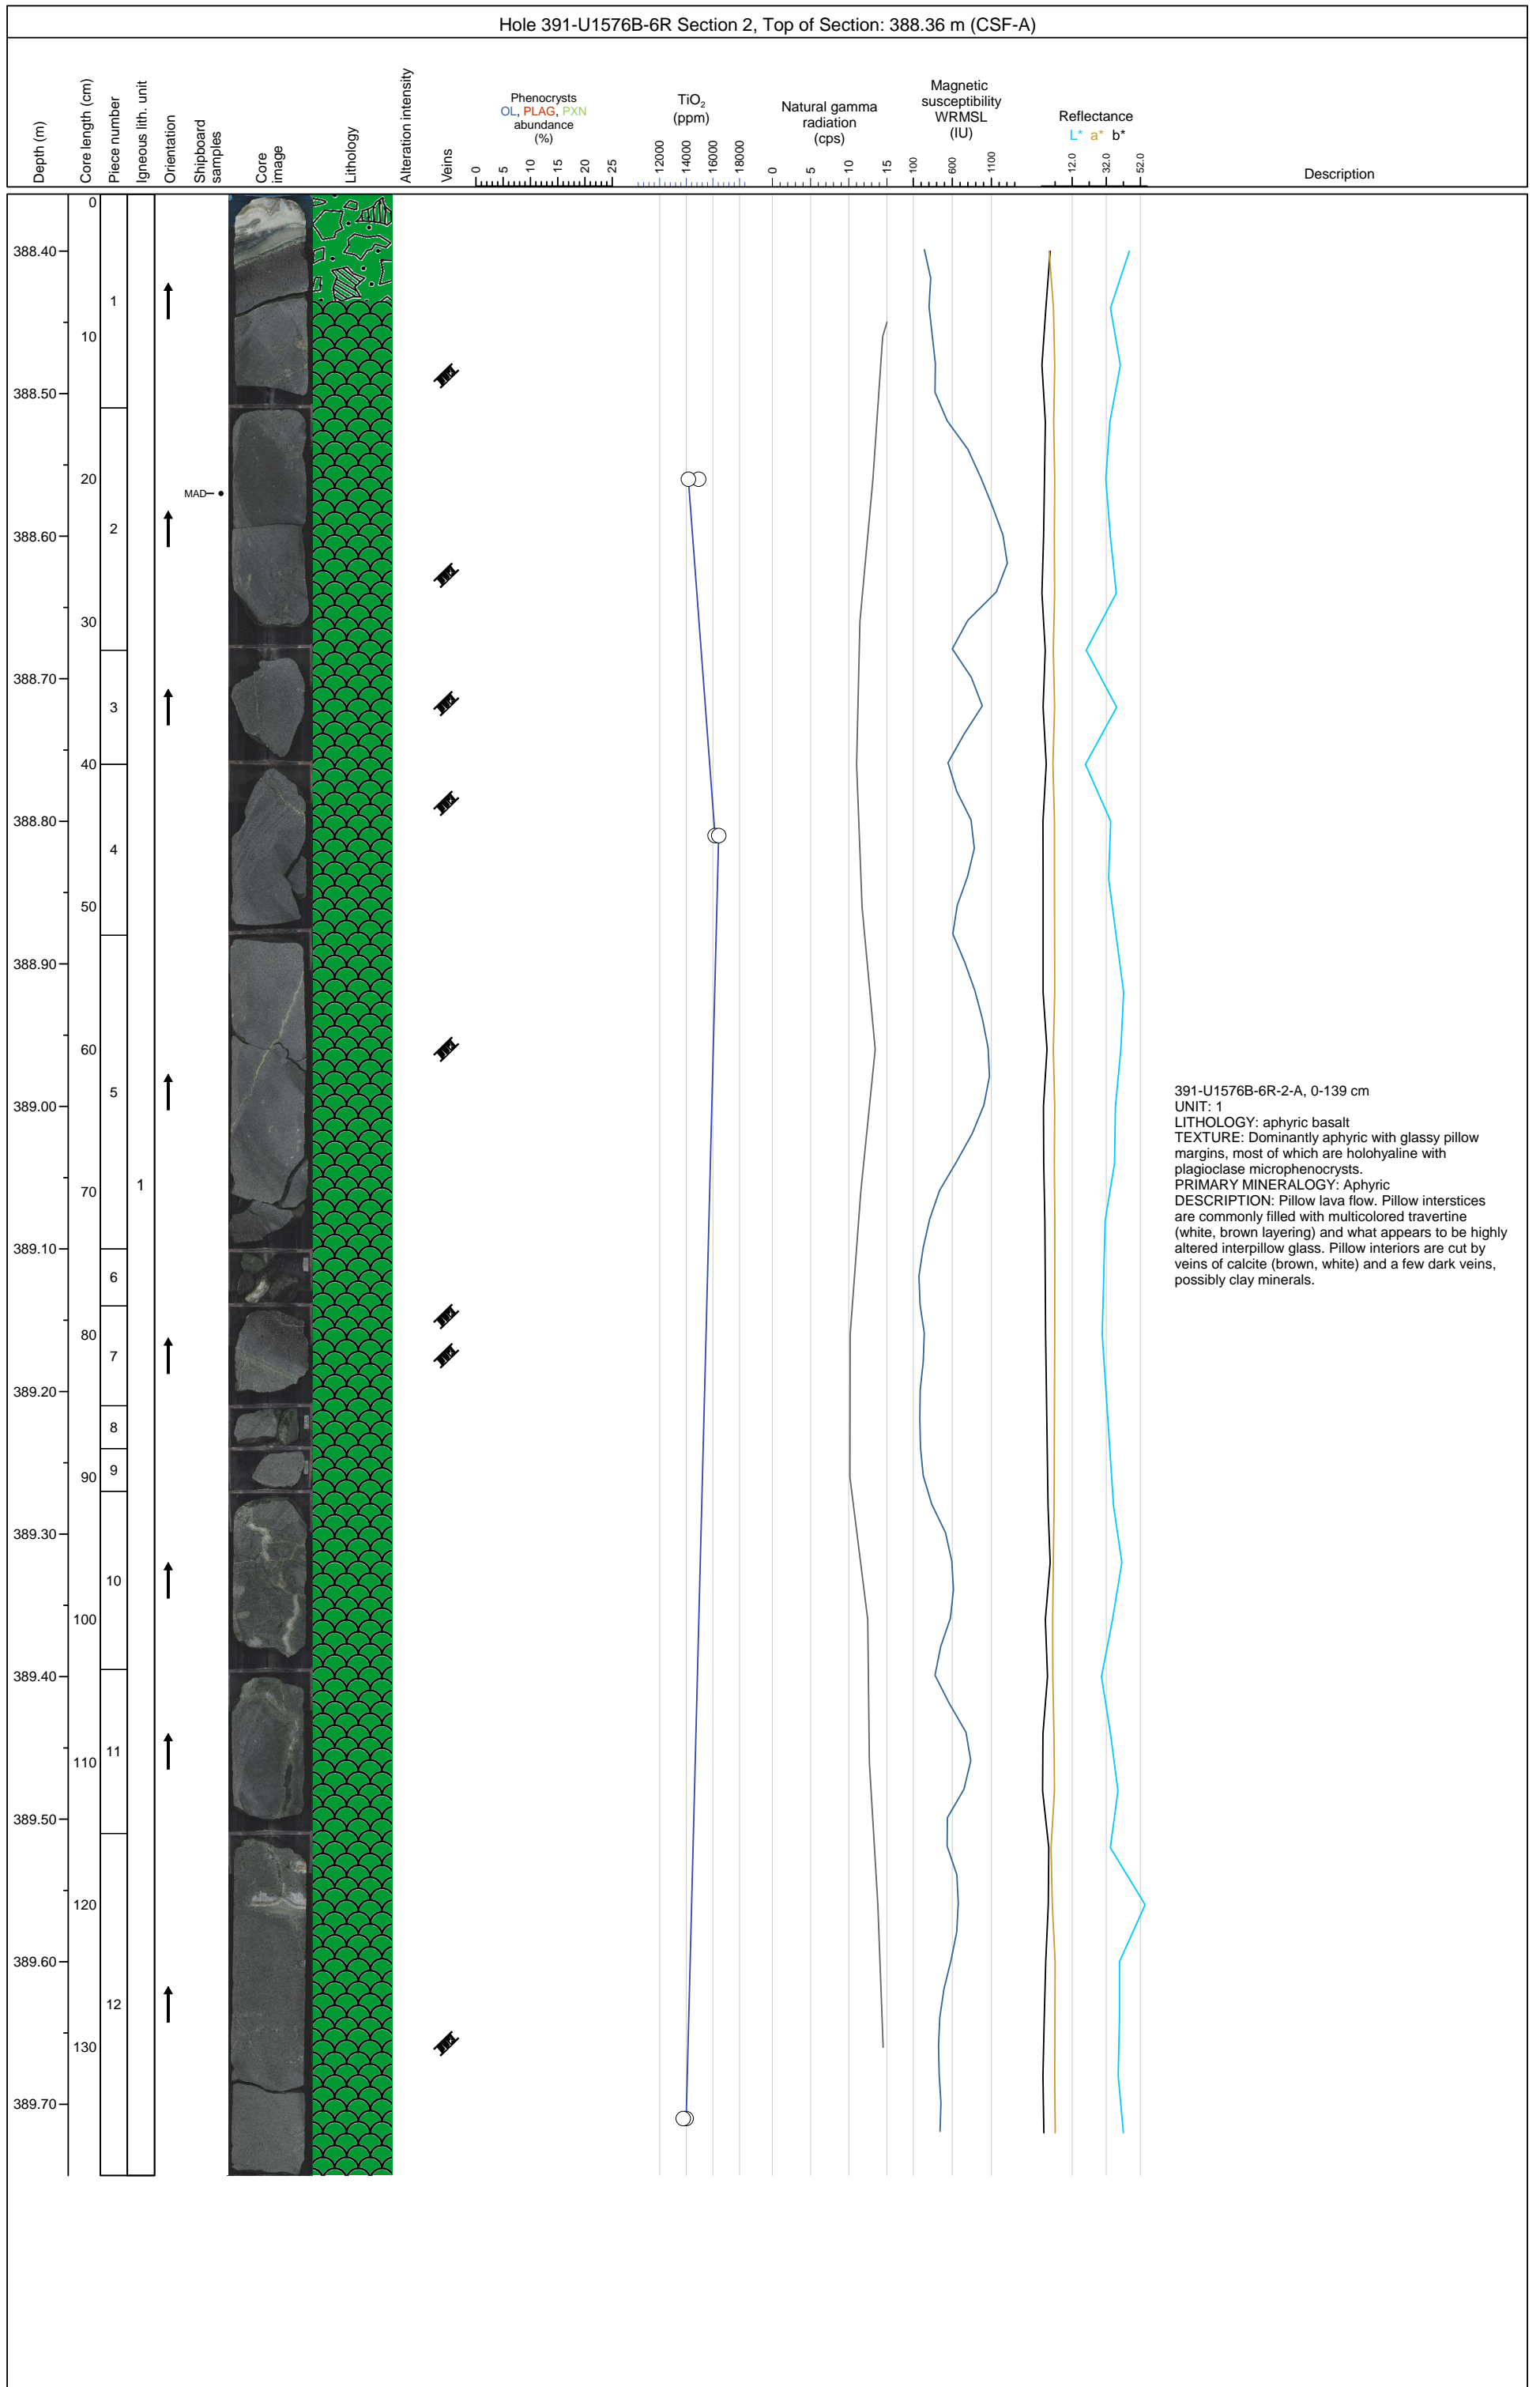 Hole 391-U1576B-6R Section 2, Top of Section: 388.36 m (CSF-A)
Depth (m)
Core length (cm)
Piece number
Igneous lith. unit
Orientation
Shipboard
samples
Core
image
Lithology
Alteration intensity
Veins
Phenocrysts
OL, PLAG, PXN
abundance
(%)
0 5 10 15 20 25
TiO2
(ppm)
12000 14000 16000 18000
Natural gamma
radiation
(cps)
0 5 10 15
Magnetic
susceptibility
WRMSL
(IU)
100 600 1100
Reflectance
L* a* b*
12.0 32.0 52.0
Description
0
388.40
1
10
388.50
20
MAD
2
388.60
30
388.70
3
40
388.80
4
50
388.90
60
5
389.00
70
1
389.10
6
80
7
389.20
8
9
90
389.30
10
100
389.40
11
110
389.50
120
389.60
12
130
389.70
391-U1576B-6R-2-A, 0-139 cm
UNIT: 1
LITHOLOGY: aphyric basalt
TEXTURE: Dominantly aphyric with glassy pillow
margins, most of which are holohyaline with
plagioclase microphenocrysts.
PRIMARY MINERALOGY: Aphyric
DESCRIPTION: Pillow lava flow. Pillow interstices
are commonly filled with multicolored travertine
(white, brown layering) and what appears to be highly
altered interpillow glass. Pillow interiors are cut by
veins of calcite (brown, white) and a few dark veins,
possibly clay minerals.